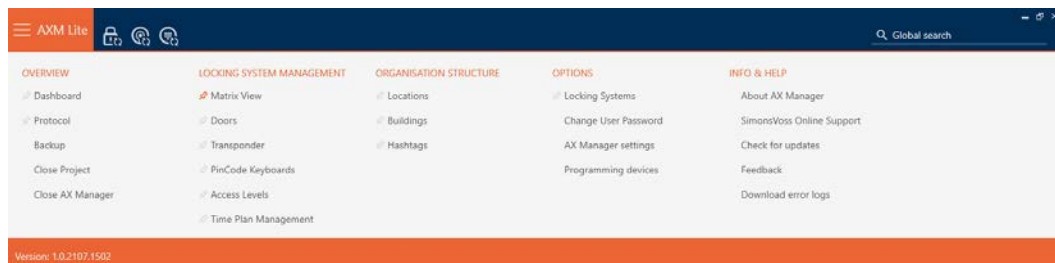 AXM Lite
Global search
OVERVIEW
Dashboard
Protocol
Backup
Close Project
Close AX Manager
LOCKING SYSTEM MANAGEMENT
Matrix View
Doors
Transponder
PinCode Keyboards
Access Levels
Time Plan Management
ORGANISATION STRUCTURE
Locations
Buildings
Hashtags
OPTIONS
Locking Systems
Change User Password
AX Manager settings
Programming devices
INFO & HELP
About AX Manager
SimonsVoss Online Support
Check for updates
Feedback
Download error logs
Version: 1.0.2107.1502